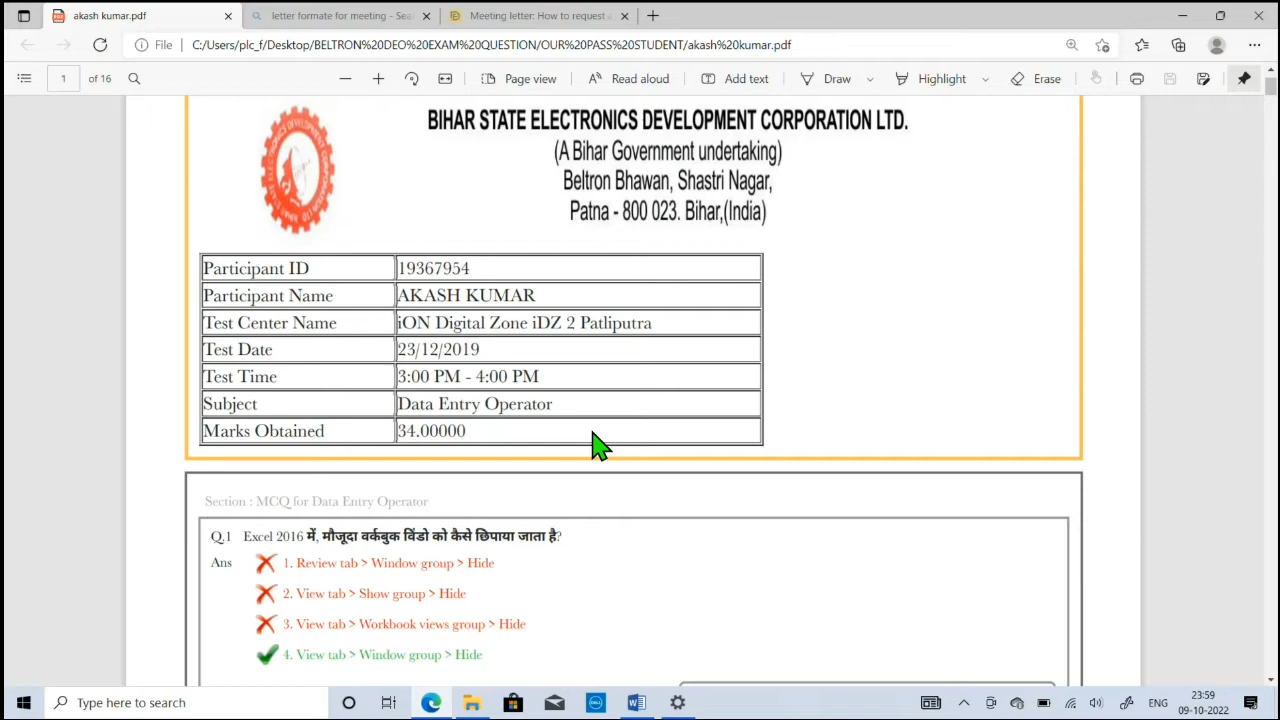 akash kumar.pdf
letter formate for meeting - Sea
Meeting letter: How to request
File
C:/Users/plc_f/Desktop/BELTRON%20DEO%20EXAM%20QUESTION/OUR%20PASS%20STUDENT/akash%20kumar.pdf
1 of 16
Page view
Read aloud
Add text
Draw
Highlight
Erase
BIHAR STATE ELECTRONICS DEVELOPMENT CORPORATION LTD.
(A Bihar Government undertaking)
Beltron Bhawan, Shastri Nagar,
Patna - 800 023. Bihar,(India)
Participant ID 19367954
Participant Name AKASH KUMAR
Test Center Name iON Digital Zone iDZ 2 Patliputra
Test Date 23/12/2019
Test Time 3:00 PM - 4:00 PM
Subject Data Entry Operator
Marks Obtained 34.00000
Section : MCQ for Data Entry Operator
Q.1 Excel 2016 में, मौजूदा वर्कबुक विंडो को कैसे छिपाया जाता है?
Ans 1. Review tab > Window group > Hide
2. View tab > Show group > Hide
3. View tab > Workbook views group > Hide
4. View tab > Window group > Hide
Type here to search
ENG
23:59
09-10-2022